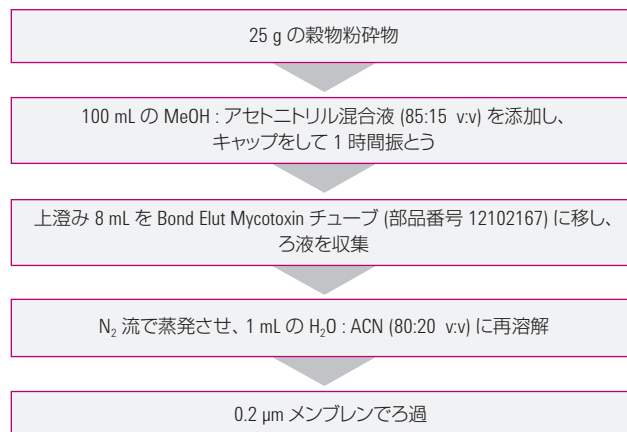 25 g の穀物粉砕物
100 mL の MeOH : アセトニトリル混合液 (85:15 v:v) を添加し、
キャップをして 1 時間振とう
上澄み 8 mL を Bond Elut Mycotoxin チューブ (部品番号 12102167) に移し、
ろ液を収集
N₂ 流で蒸発させ、1 mL の H₂O : ACN (80:20 v:v) に再溶解
0.2 µm メンブレンでろ過